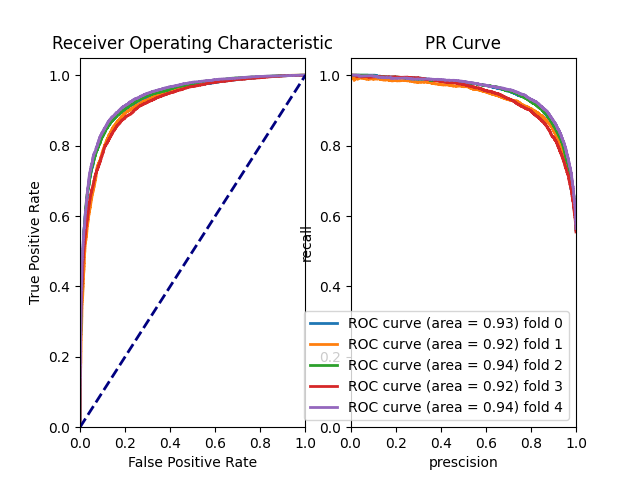 Receiver Operating Characteristic
True Positive Rate
1.0
0.8
0.6
0.4
0.2
0.0
0.0 0.2 0.4 0.6 0.8 1.0
False Positive Rate
PR Curve
recall
1.0
0.8
0.6
0.4
0.2
0.0
0.0 0.2 0.4 0.6 0.8 1.0
prescision
ROC curve (area = 0.93) fold 0
ROC curve (area = 0.92) fold 1
ROC curve (area = 0.94) fold 2
ROC curve (area = 0.92) fold 3
ROC curve (area = 0.94) fold 4